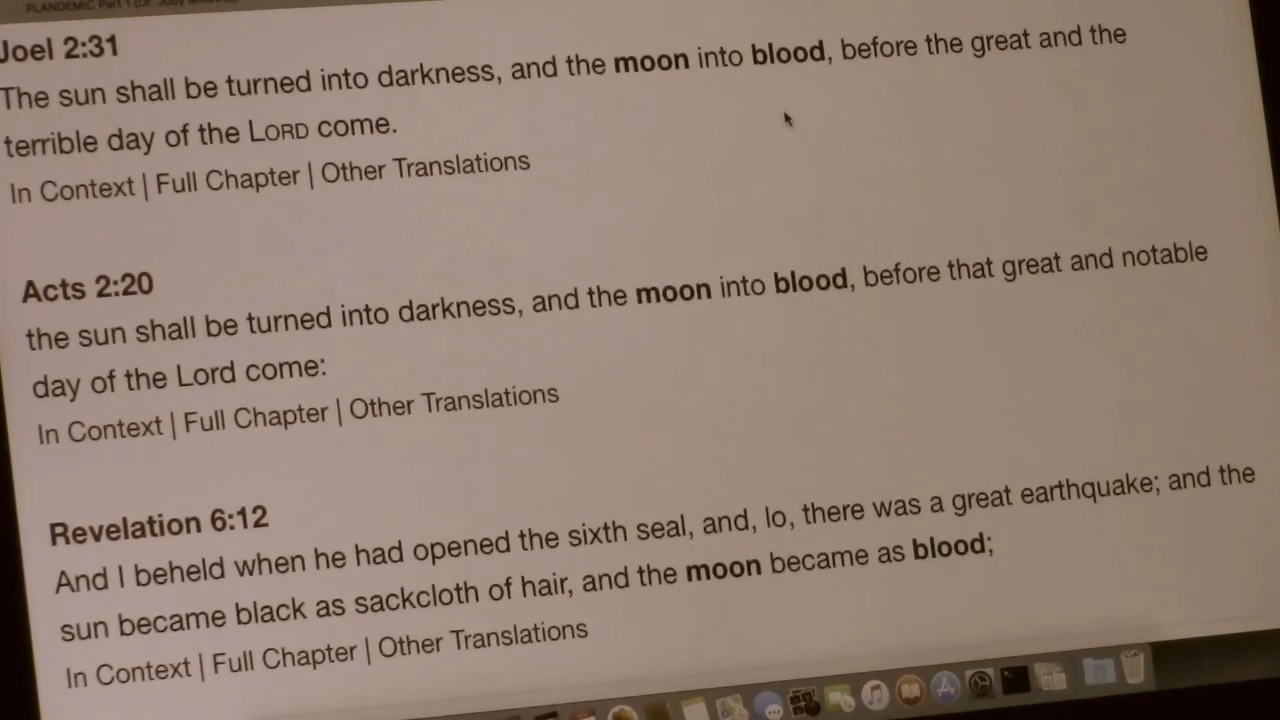 PLANDEMIC Part 1 (Dr. Judy
Joel 2:31
The sun shall be turned into darkness, and the moon into blood, before the great and the
terrible day of the LORD come.
In Context | Full Chapter | Other Translations
Acts 2:20
the sun shall be turned into darkness, and the moon into blood, before that great and notable
day of the Lord come:
In Context | Full Chapter | Other Translations
Revelation 6:12
And I beheld when he had opened the sixth seal, and, lo, there was a great earthquake; and the
sun became black as sackcloth of hair, and the moon became as blood;
In Context | Full Chapter | Other Translations